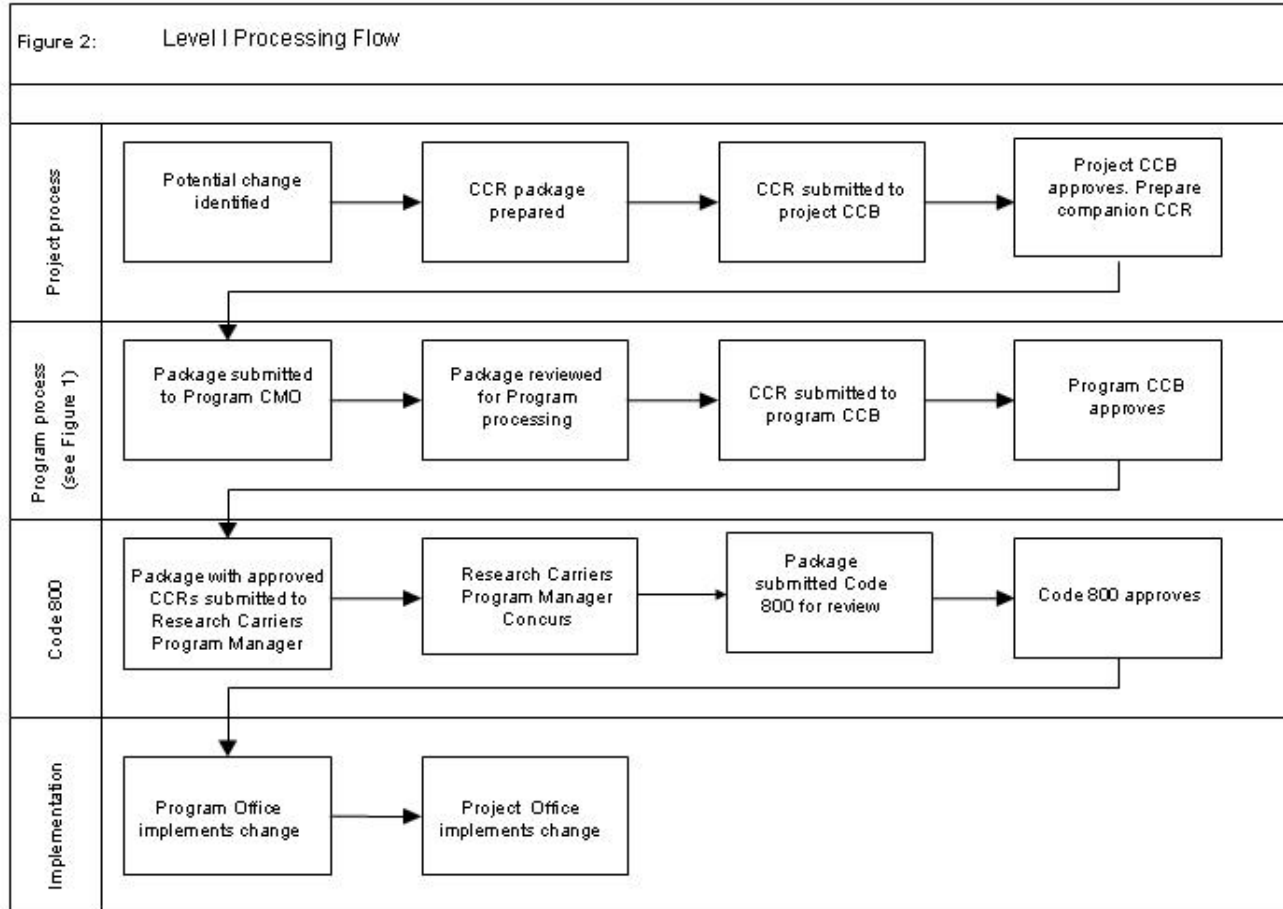 Figure 2:
Level I Processing Flow
Project process
Potential change
identified
CCR package
prepared
CCR submitted to
project CCB
Project CCB
approves. Prepare
companion CCR
Program process
(see Figure 1)
Package submitted
to Program CMO
Package reviewed
for Program
processing
CCR submitted to
program CCB
Program CCB
approves
Code 800
Package with approved
CCRs submitted to
Research Carriers
Program Manager
Research Carriers
Program Manager
Concurs
Package
submitted Code
800 for review
Code 800 approves
Implementation
Program Office
implements change
Project Office
implements change